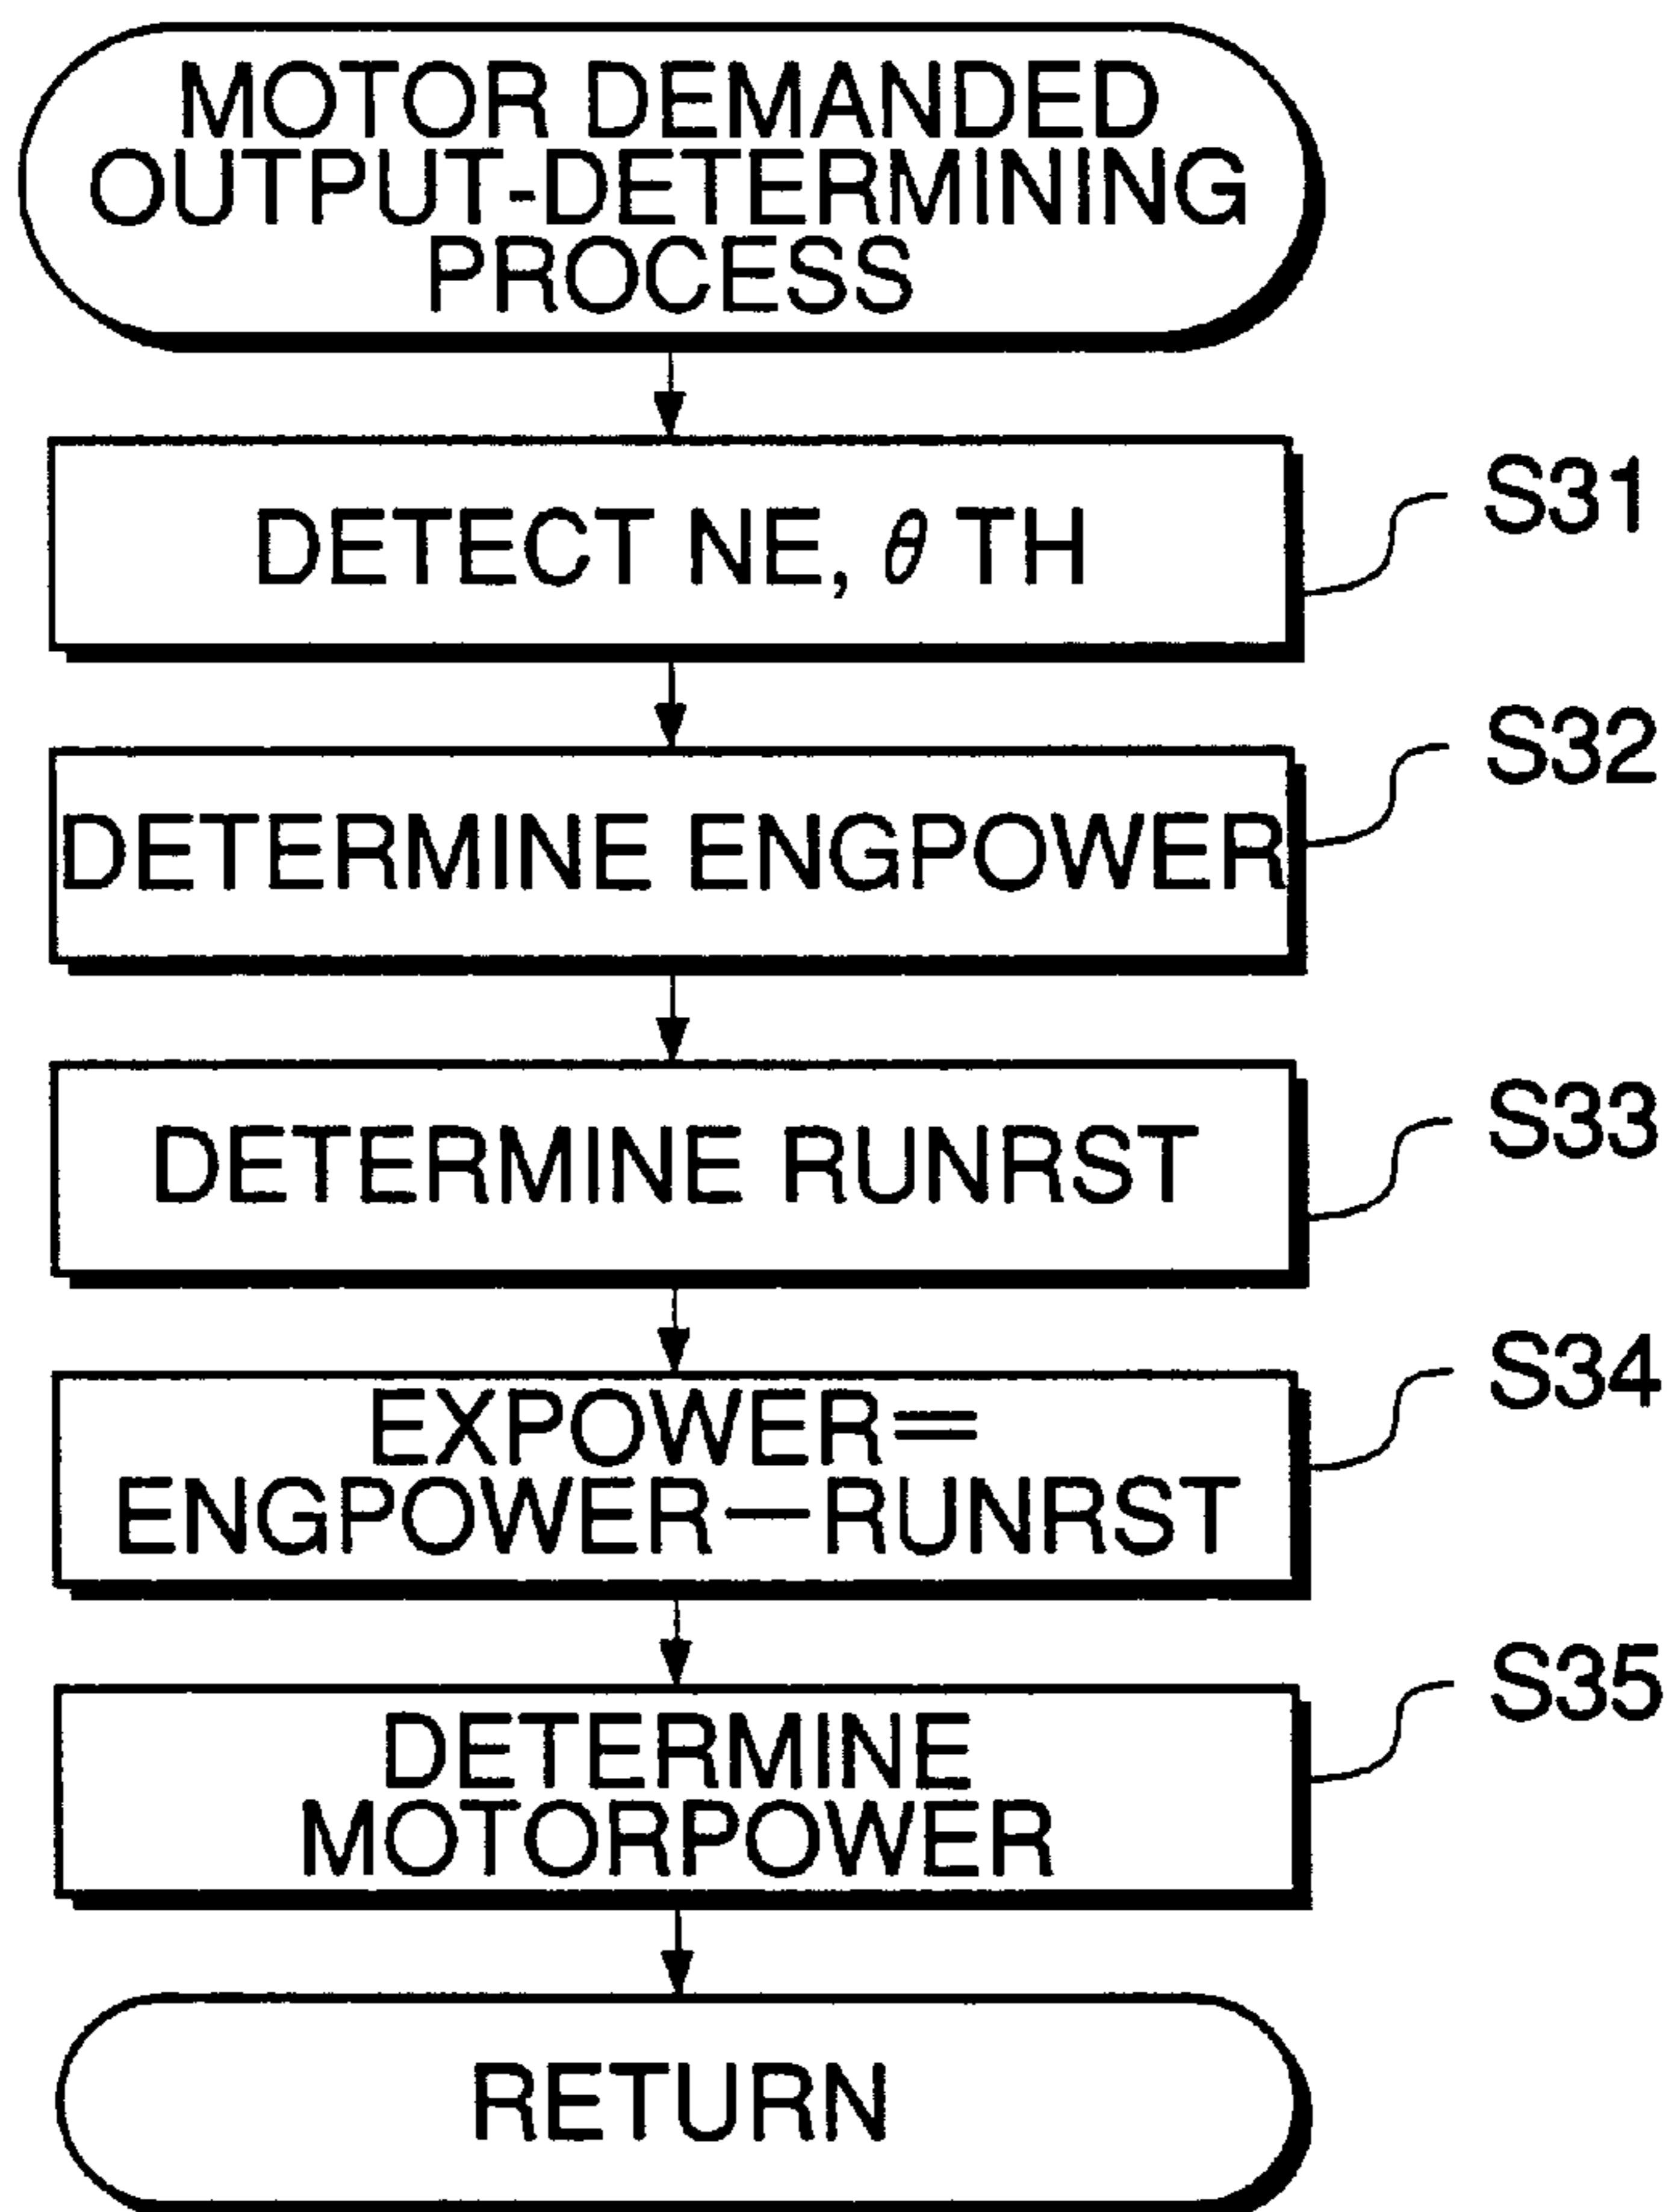 MOTOR DEMANDED
OUTPUT-DETERMINING
PROCESS
DETECT NE, θ TH
S31
DETERMINE ENGPOWER
S32
DETERMINE RUNRST
S33
EXPOWER=
ENGPOWER—RUNRST
S34
DETERMINE
MOTORPOWER
S35
RETURN